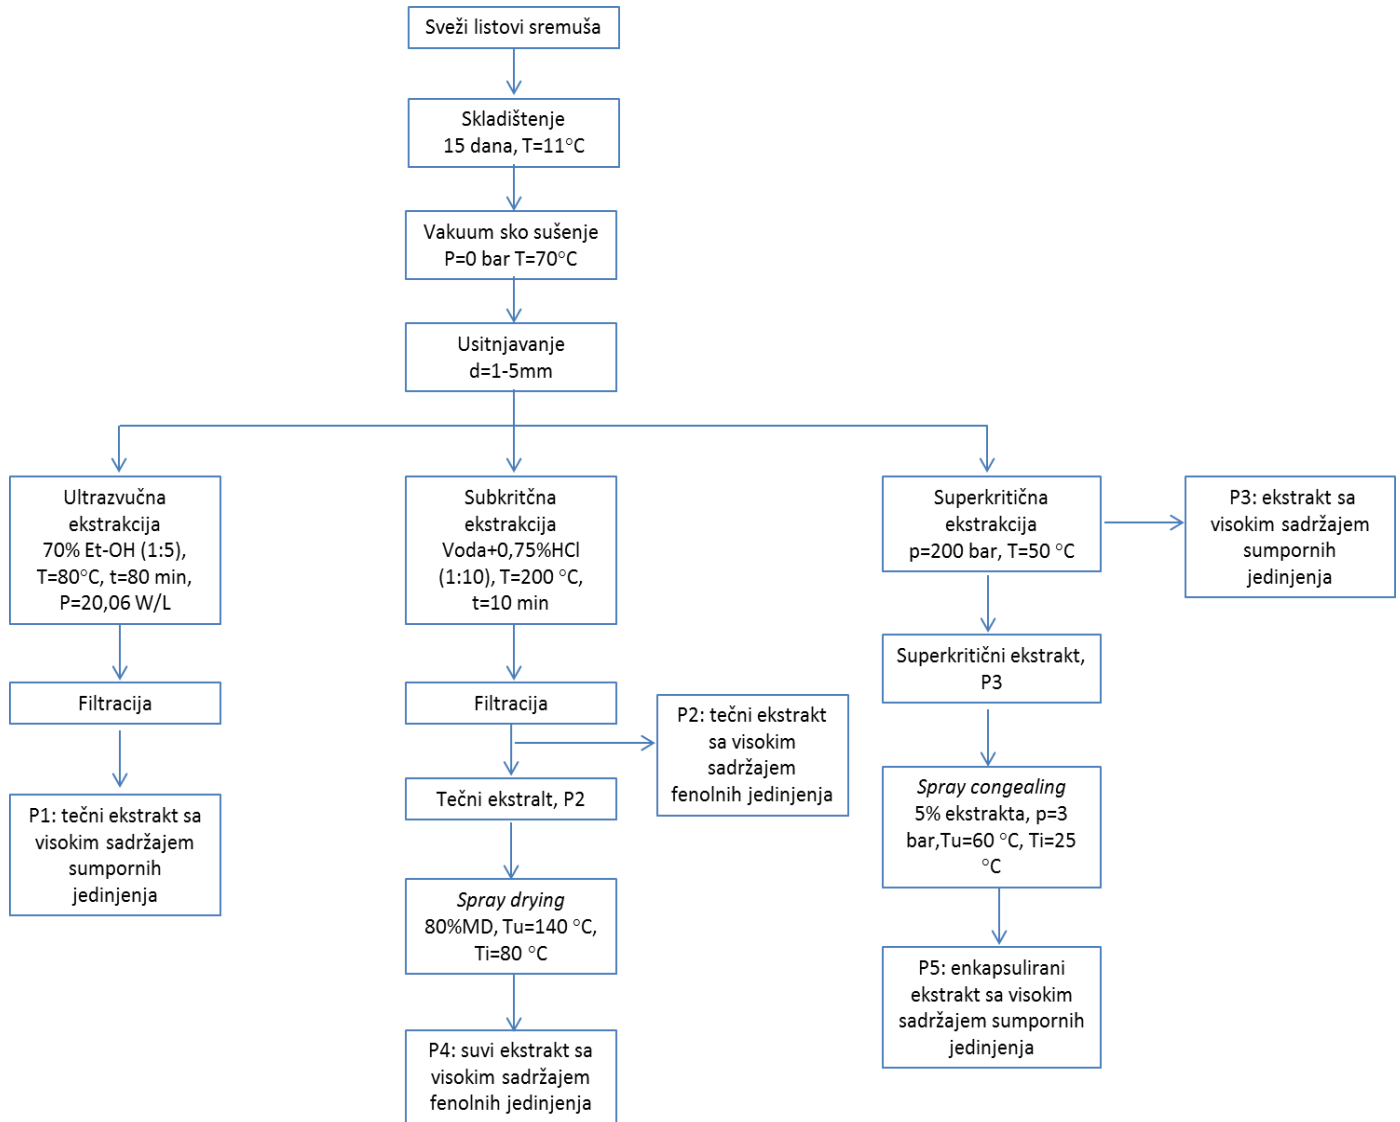 Sveži listovi sremuša
Skladištenje
15 dana, T=11°C
Vakuum sko sušenje
P=0 bar T=70°C
Usitnjavanje
d=1-5mm
Ultrazvučna
ekstrakcija
70% Et-OH (1:5),
T=80°C, t=80 min,
P=20,06 W/L
Filtracija
P1: tečni ekstrakt sa
visokim sadržajem
sumpornih
jedinjenja
Subkritčna
ekstrakcija
Voda+0,75%HCl
(1:10), T=200 °C,
t=10 min
Filtracija
P2: tečni ekstrakt
sa visokim
sadržajem
fenolnih jedinjenja
Tečni ekstralt, P2
Spray drying
80%MD, Tu=140 °C,
Ti=80 °C
P4: suvi ekstrakt sa
visokim sadržajem
fenolnih jedinjenja
Superkritična
ekstrakcija
p=200 bar, T=50 °C
P3: ekstrakt sa
visokim sadržajem
sumpornih
jedinjenja
Superkritični ekstrakt,
P3
Spray congealing
5% ekstrakta, p=3
bar,Tu=60 °C, Ti=25
°C
P5: enkapsulirani
ekstrakt sa visokim
sadržajem sumpornih
jedinjenja